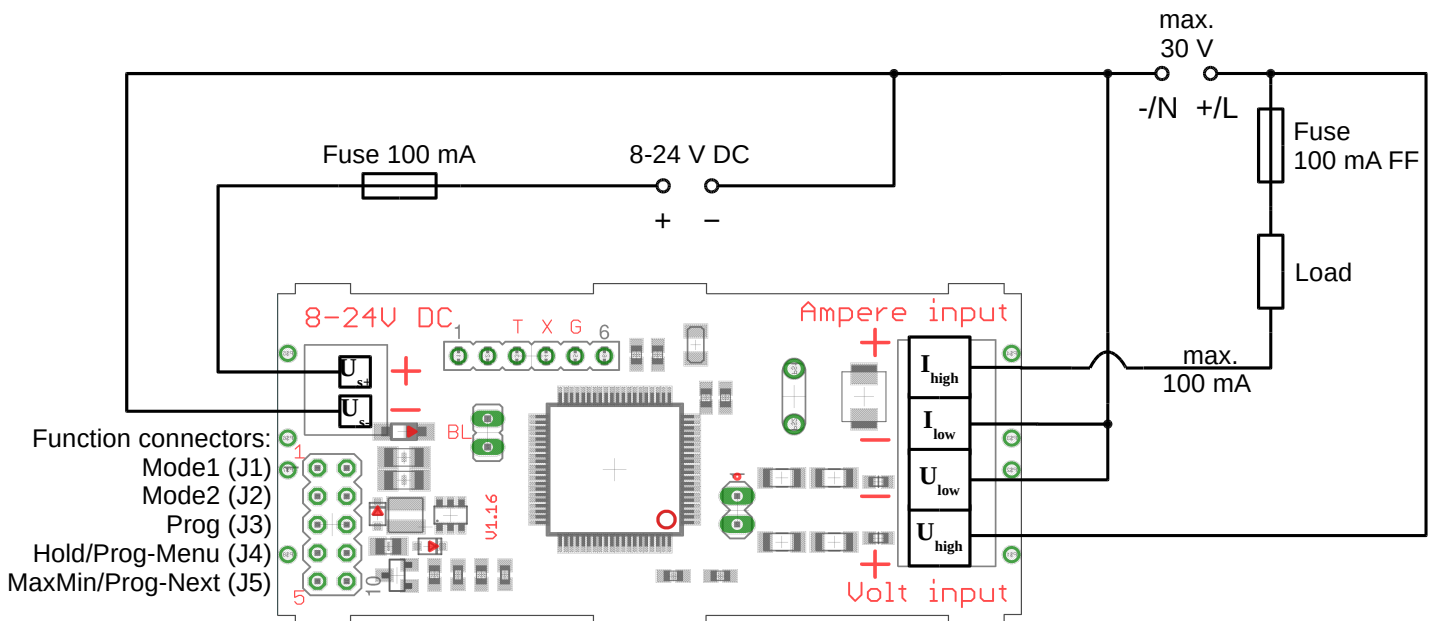 max.
30 V
-/N +/L
Fuse
100 mA FF
Fuse 100 mA
8-24 V DC
+ −
Load
8-24V DC
1 T X G 6
Ampere input
+
I high
max.
100 mA
U s+
+
U s-
−
I low
−
BL
Function connectors:
1
Mode1 (J1)
Mode2 (J2)
Prog (J3)
Hold/Prog-Menu (J4)
MaxMin/Prog-Next (J5)
5
10
V1.16
U low
−
U high
+
Volt input